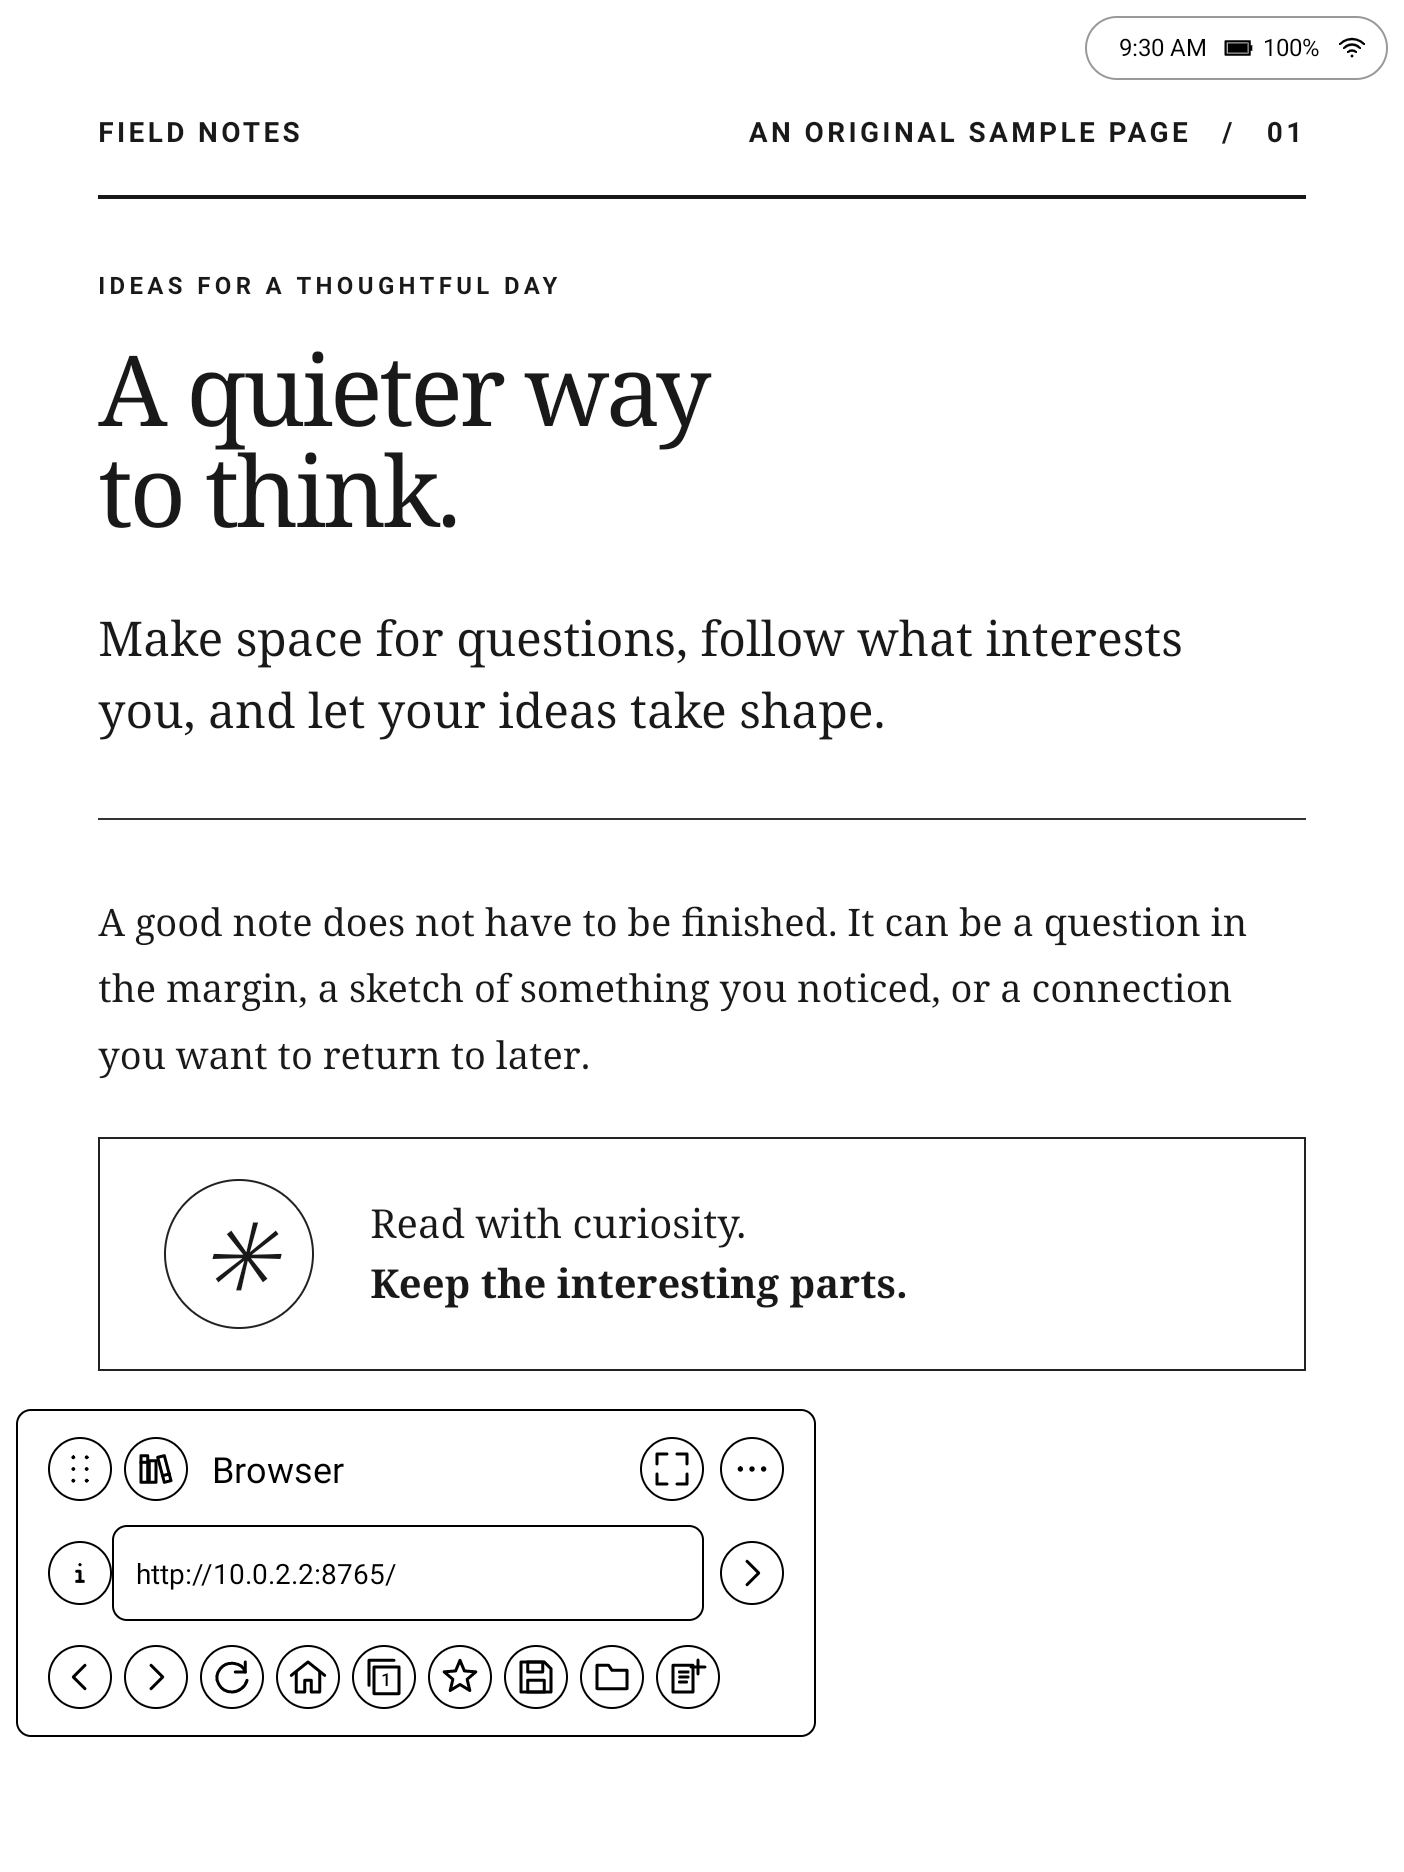 9:30 AM 100%
FIELD NOTES
AN ORIGINAL SAMPLE PAGE / 01
IDEAS FOR A THOUGHTFUL DAY
A quieter way
to think.
Make space for questions, follow what interests
you, and let your ideas take shape.
A good note does not have to be finished. It can be a question in
the margin, a sketch of something you noticed, or a connection
you want to return to later.
Read with curiosity.
Keep the interesting parts.
Browser
i
http://10.0.2.2:8765/
1